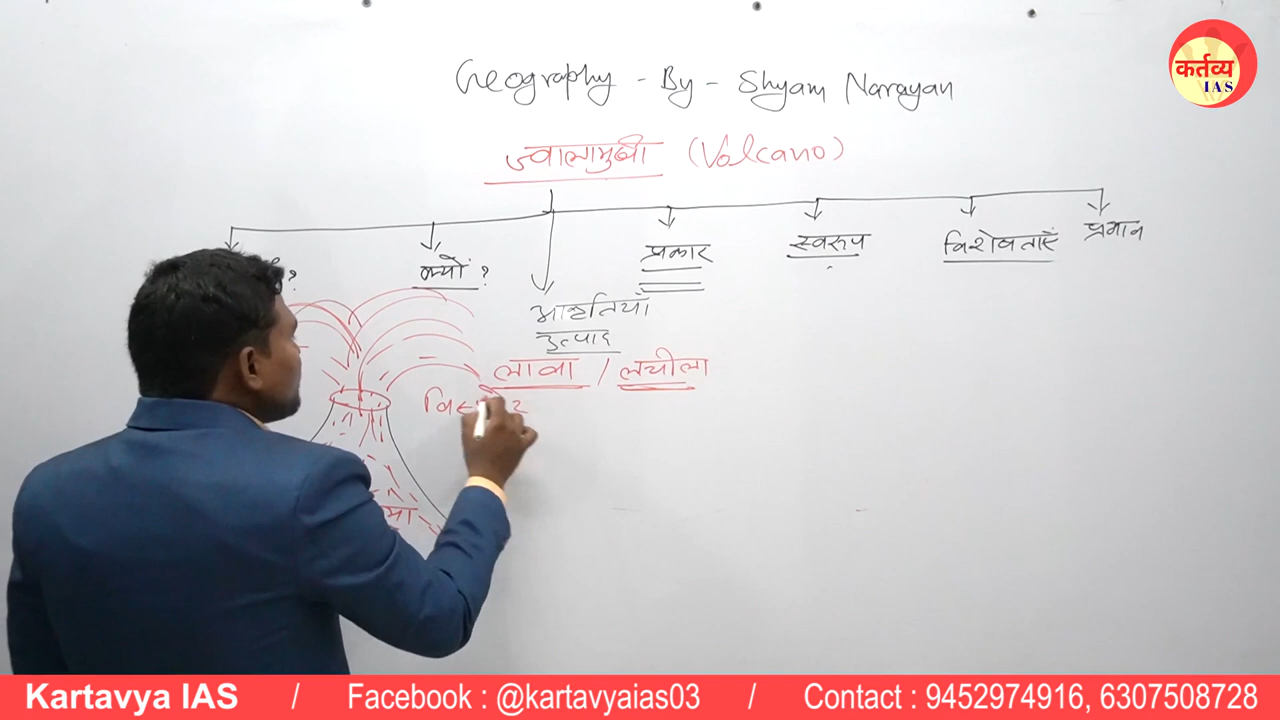 कर्तव्य
IAS
Geography - By - Shyam Narayan
ज्वालामुखी (Volcano)
क्यों ?
प्रकार
स्वरूप
विशेषताएँ
प्रभाव
आकृतियाँ
उत्पाद
लावा / लचीला
Kartavya IAS / Facebook : @kartavyaias03 / Contact : 9452974916, 6307508728